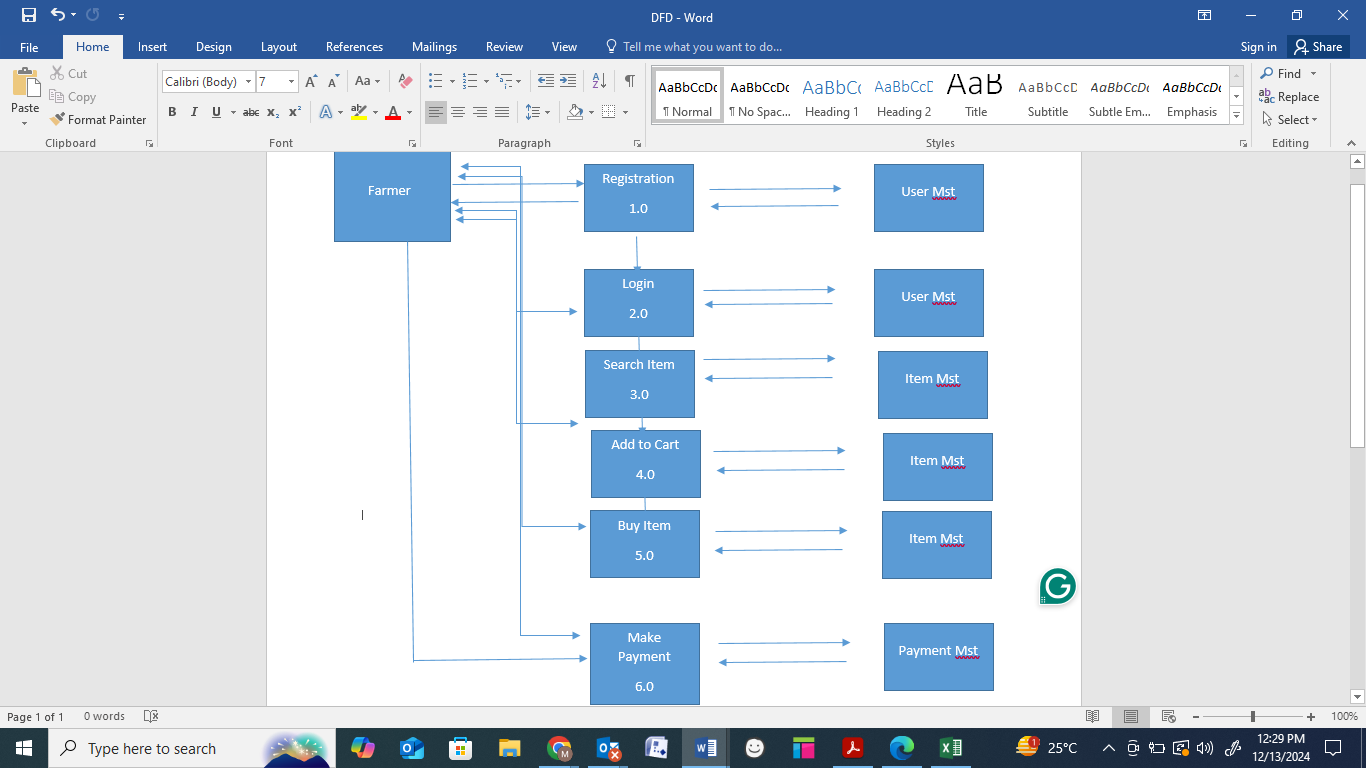 DFD - Word
File Home Insert Design Layout References Mailings Review View Tell me what you want to do... Sign in Share
Cut
Copy
Paste
Format Painter
Calibri (Body) 7
A A Aa A
B I U abc x₂ x² A ab A
AaBbCcDc AaBbCcDc AaBbCc AaBbCcD AaB AaBbCcD AaBbCcDc AaBbCcDc
¶ Normal ¶ No Spac... Heading 1 Heading 2 Title Subtitle Subtle Em... Emphasis
Find
Replace
Select
Clipboard Font Paragraph Styles Editing
Farmer
Registration
1.0
User Mst
Login
2.0
User Mst
Search Item
3.0
Item Mst
Add to Cart
4.0
Item Mst
Buy Item
5.0
Item Mst
Make
Payment
6.0
Payment Mst
Page 1 of 1 0 words 100%
Type here to search
25°C
12:29 PM
12/13/2024